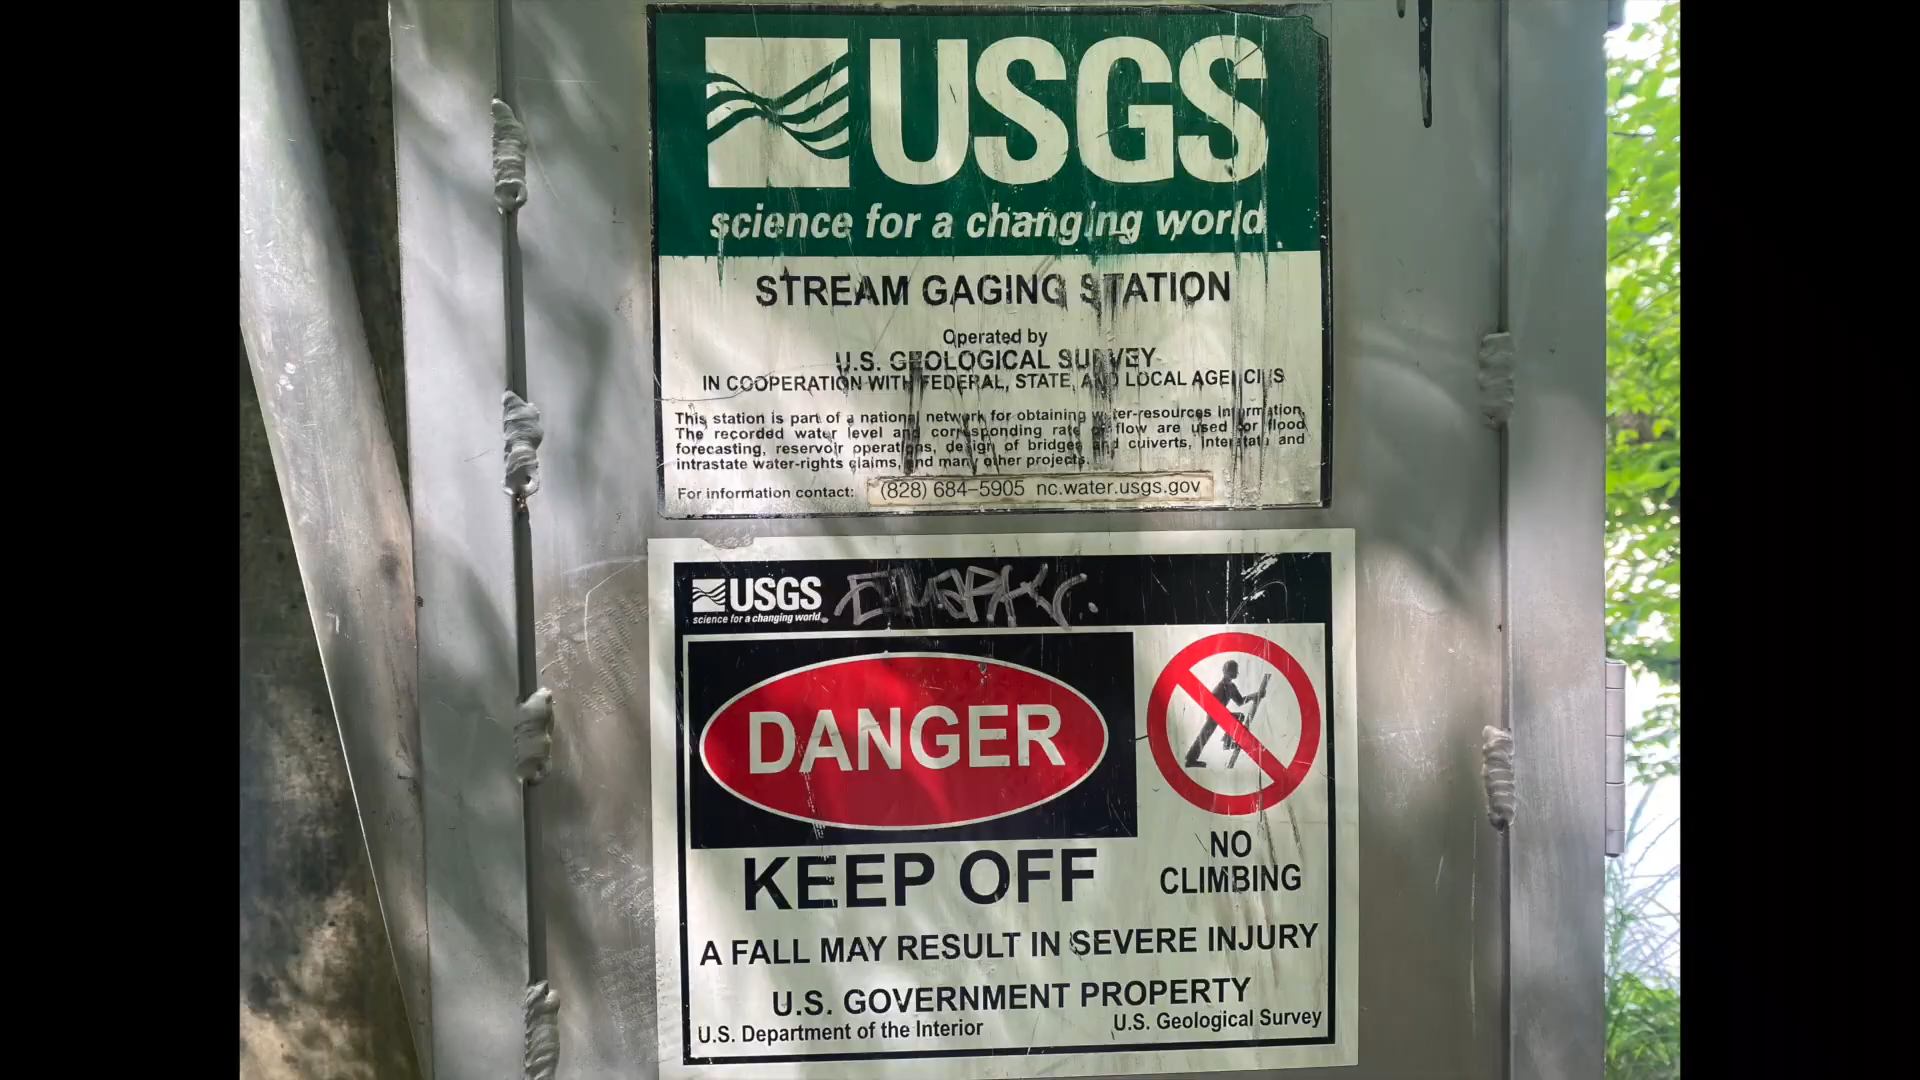 USGS
science for a changing world
STREAM GAGING STATION
Operated by
U.S. GEOLOGICAL SURVEY
IN COOPERATION WITH FEDERAL, STATE, AND LOCAL AGENCIES
This station is part of a national network for obtaining water-resources information.
The recorded water level and corresponding rate of flow are used for flood
forecasting, reservoir operations, design of bridges and culverts, interstate and
intrastate water-rights claims, and many other projects.
For information contact: (828) 684-5905 nc.water.usgs.gov
USGS
science for a changing world
DANGER
NO
CLIMBING
KEEP OFF
A FALL MAY RESULT IN SEVERE INJURY
U.S. GOVERNMENT PROPERTY
U.S. Department of the Interior U.S. Geological Survey